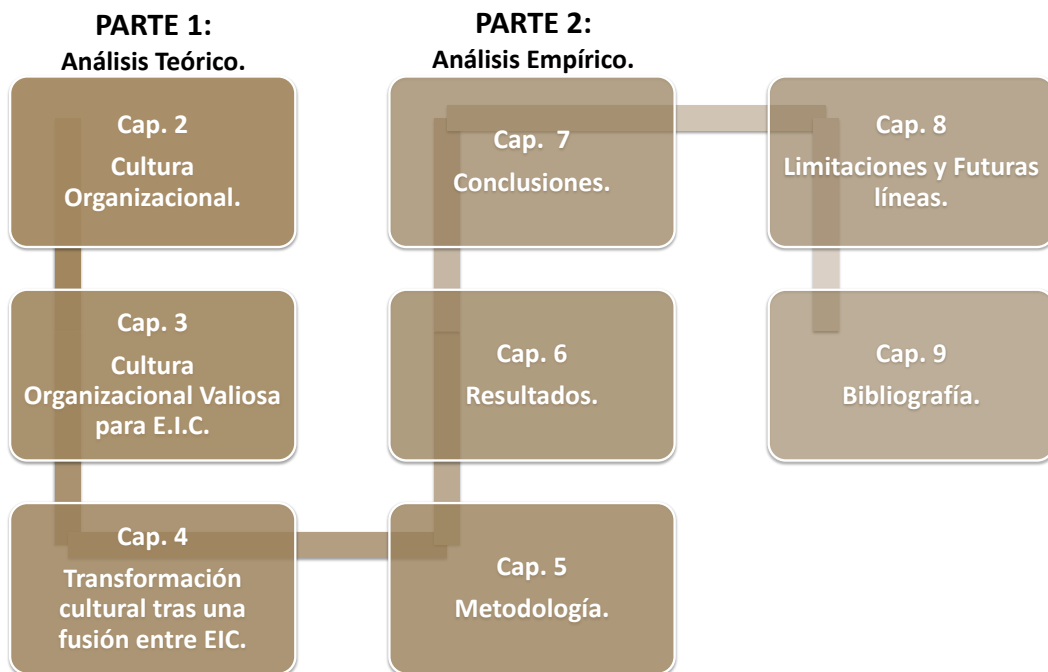 PARTE 1:
Análisis Teórico.
Cap. 2
Cultura
Organizacional.
Cap. 3
Cultura
Organizacional Valiosa
para E.I.C.
Cap. 4
Transformación
cultural tras una
fusión entre EIC.
PARTE 2:
Análisis Empírico.
Cap. 7
Conclusiones.
Cap. 6
Resultados.
Cap. 5
Metodología.
Cap. 8
Limitaciones y Futuras
líneas.
Cap. 9
Bibliografía.